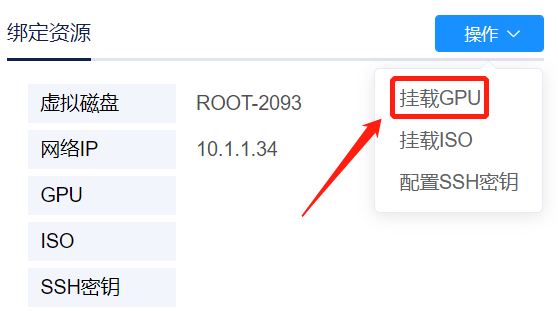 绑定资源
操作
虚拟磁盘 ROOT-2093
挂载GPU
网络IP 10.1.1.34
挂载ISO
GPU
配置SSH密钥
ISO
SSH密钥